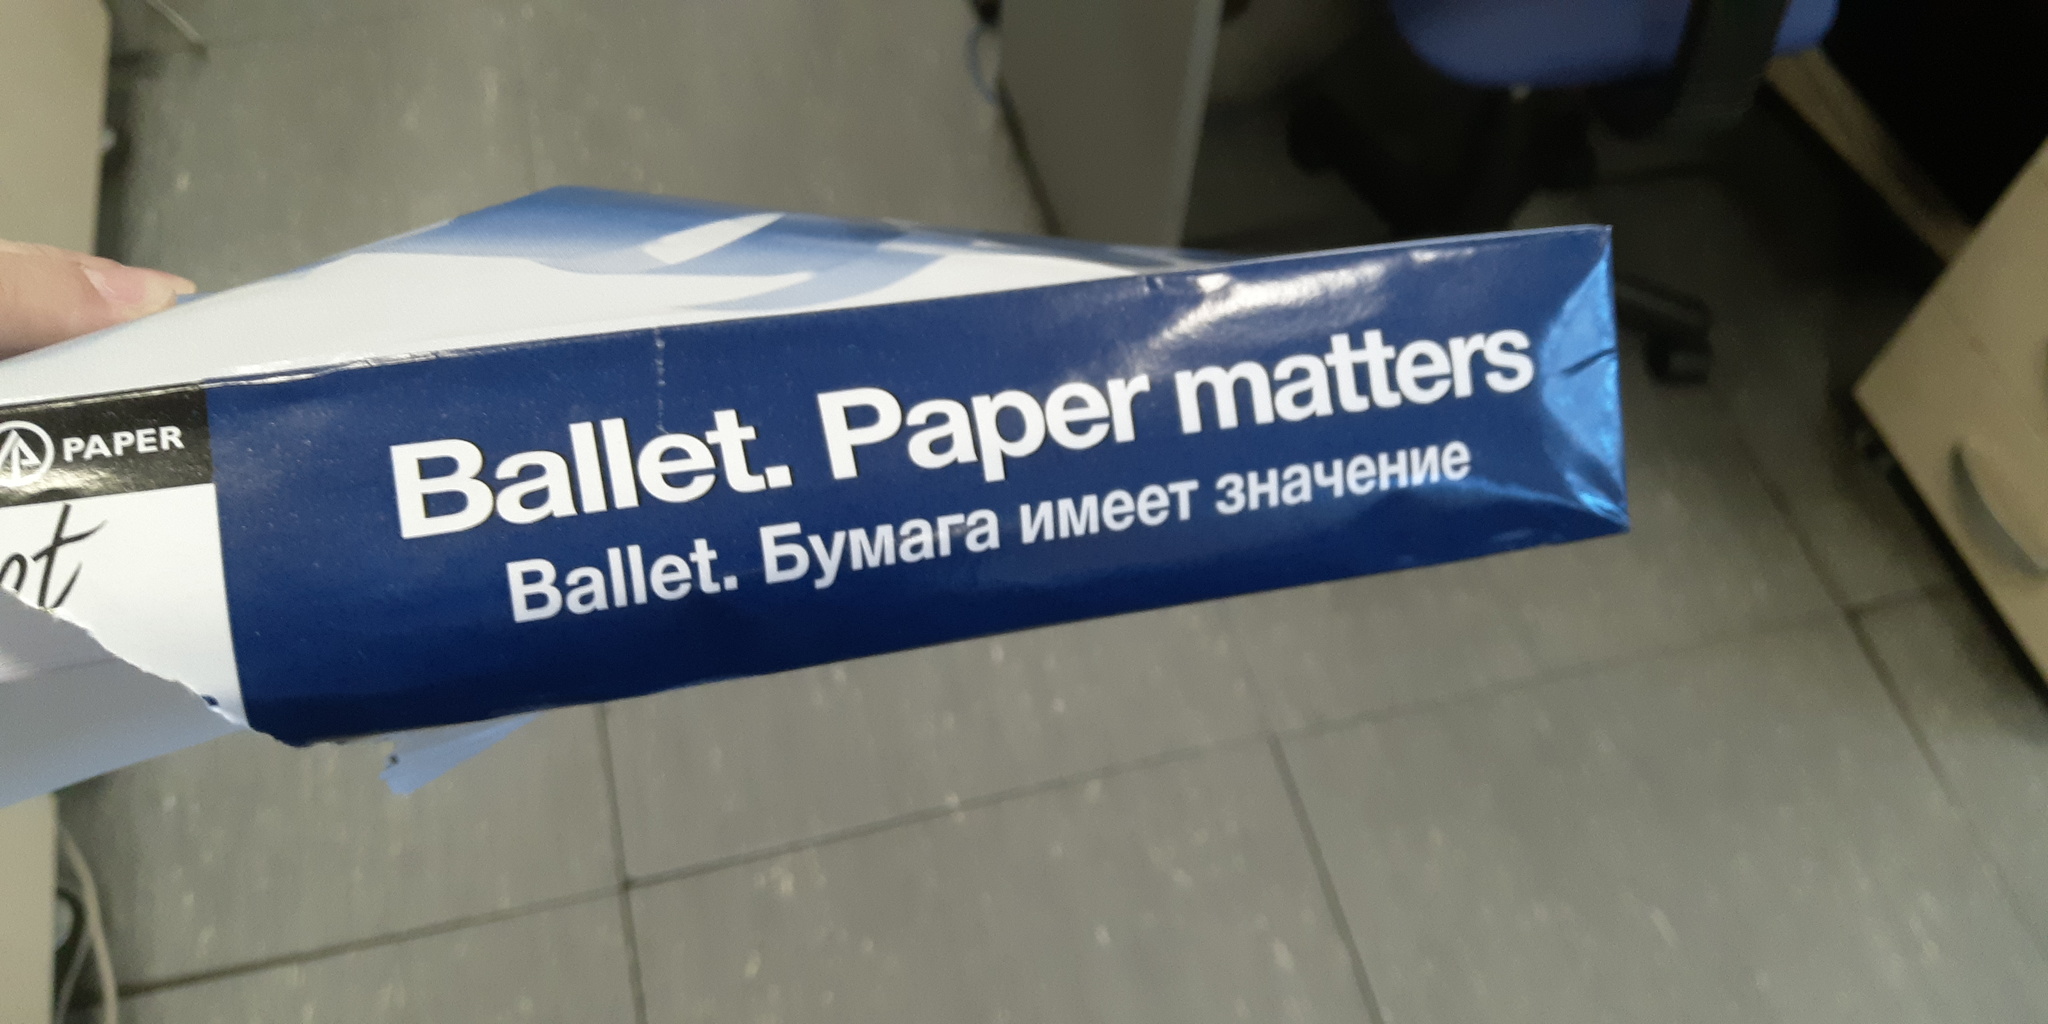 PAPER
Ballet. Paper matters
Ballet. Бумага имеет значение